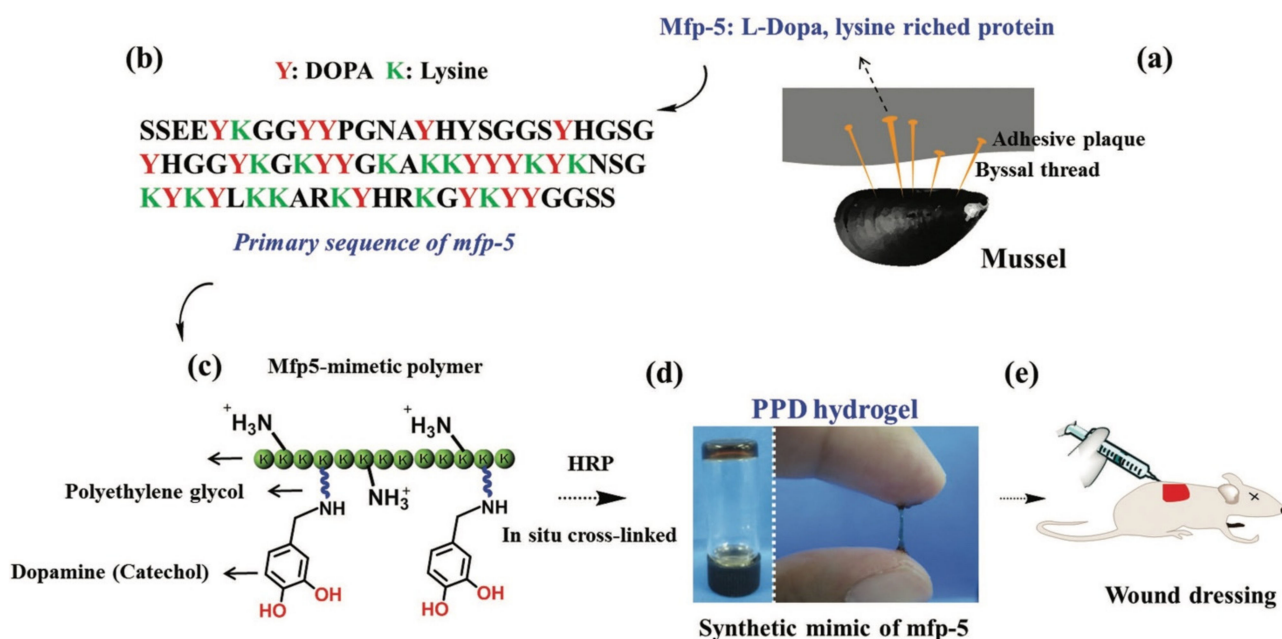 Mfp-5: L-Dopa, lysine riched protein
(a)
Adhesive plaque
Byssal thread
Mussel
(b)
Y: DOPA K: Lysine
SSEEYKGGYYPGNAYHYSGGSYHGSG
YHGGYKGKYYGKAKKYYYKYKNSG
KYKYLKKARKYHRKGYKYYGGSS
Primary sequence of mfp-5
(c)
Mfp5-mimetic polymer
+
H₃N
+
H₃N
K K K K K K K K K K K K K
NH₃⁺
Polyethylene glycol
NH
NH
Dopamine (Catechol)
OH
HO
OH
HO
HRP
In situ cross-linked
(d)
PPD hydrogel
Synthetic mimic of mfp-5
(e)
Wound dressing